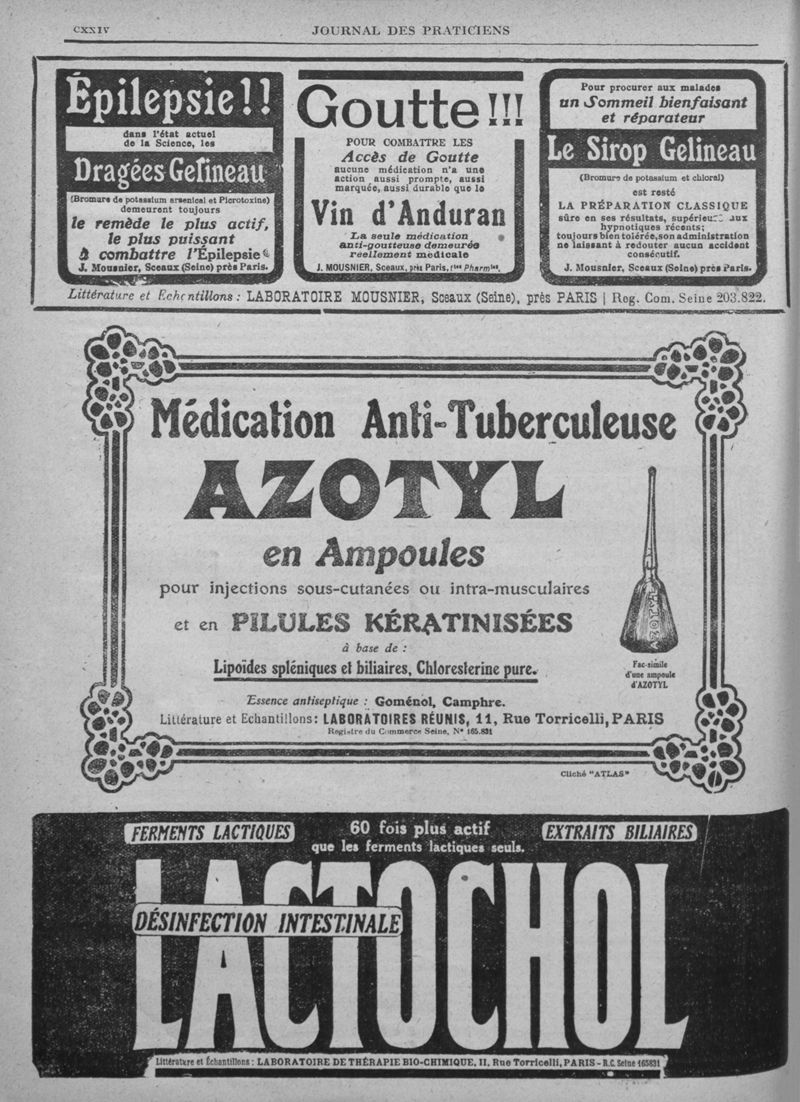 CXXIV
JOURNAL DES PRATICIENS
Épilepsie!!
dans l'état actuel
de la Science, les
Dragées Gelineau
(Bromure de potassium arsenical et Picrotoxine)
demeurent toujours
le remède le plus actif,
le plus puissant
à combattre l'Épilepsie
J. Mousnier, Sceaux (Seine) près Paris.
Goutte!!!
POUR COMBATTRE LES
Accès de Goutte
aucune médication n'a une
action aussi prompte, aussi
marquée, aussi durable que le
Vin d'Anduran
La seule médication
anti-goutteuse demeurée
réellement médicale
J. MOUSNIER, Sceaux, près Paris, & ttes Pharmies.
Pour procurer aux malades
un Sommeil bienfaisant
et réparateur
Le Sirop Gelineau
(Bromure de potassium et chloral)
est resté
LA PRÉPARATION CLASSIQUE
sûre en ses résultats, supérieure aux
hypnotiques récents;
toujours bien tolérée, son administration
ne laissant à redouter aucun accident
consécutif.
J. Mousnier, Sceaux (Seine) près Paris.
Littérature et Echantillons: LABORATOIRE MOUSNIER, Sceaux (Seine), près PARIS | Reg. Com. Seine 203.822.
Médication Anti-Tuberculeuse
AZOTYL
en Ampoules
pour injections sous-cutanées ou intra-musculaires
et en PILULES KÉRATINISÉES
à base de :
Lipoïdes spléniques et biliaires, Chloresterine pure.
Essence antiseptique : Goménol, Camphre.
Littérature et Echantillons: LABORATOIRES RÉUNIS, 11, Rue Torricelli, PARIS
Registre du Commerce Seine, N° 165.831
AZOTYL
Fac-simile
d'une ampoule
d'AZOTYL
Cliché "ATLAS"
FERMENTS LACTIQUES
60 fois plus actif
que les ferments lactiques seuls.
EXTRAITS BILIAIRES
LACTOCHOL
DÉSINFECTION INTESTINALE
Littérature et Échantillons: LABORATOIRE DE THÉRAPIE BIO-CHIMIQUE, 11, Rue Torricelli, PARIS - R.C. Seine 165831